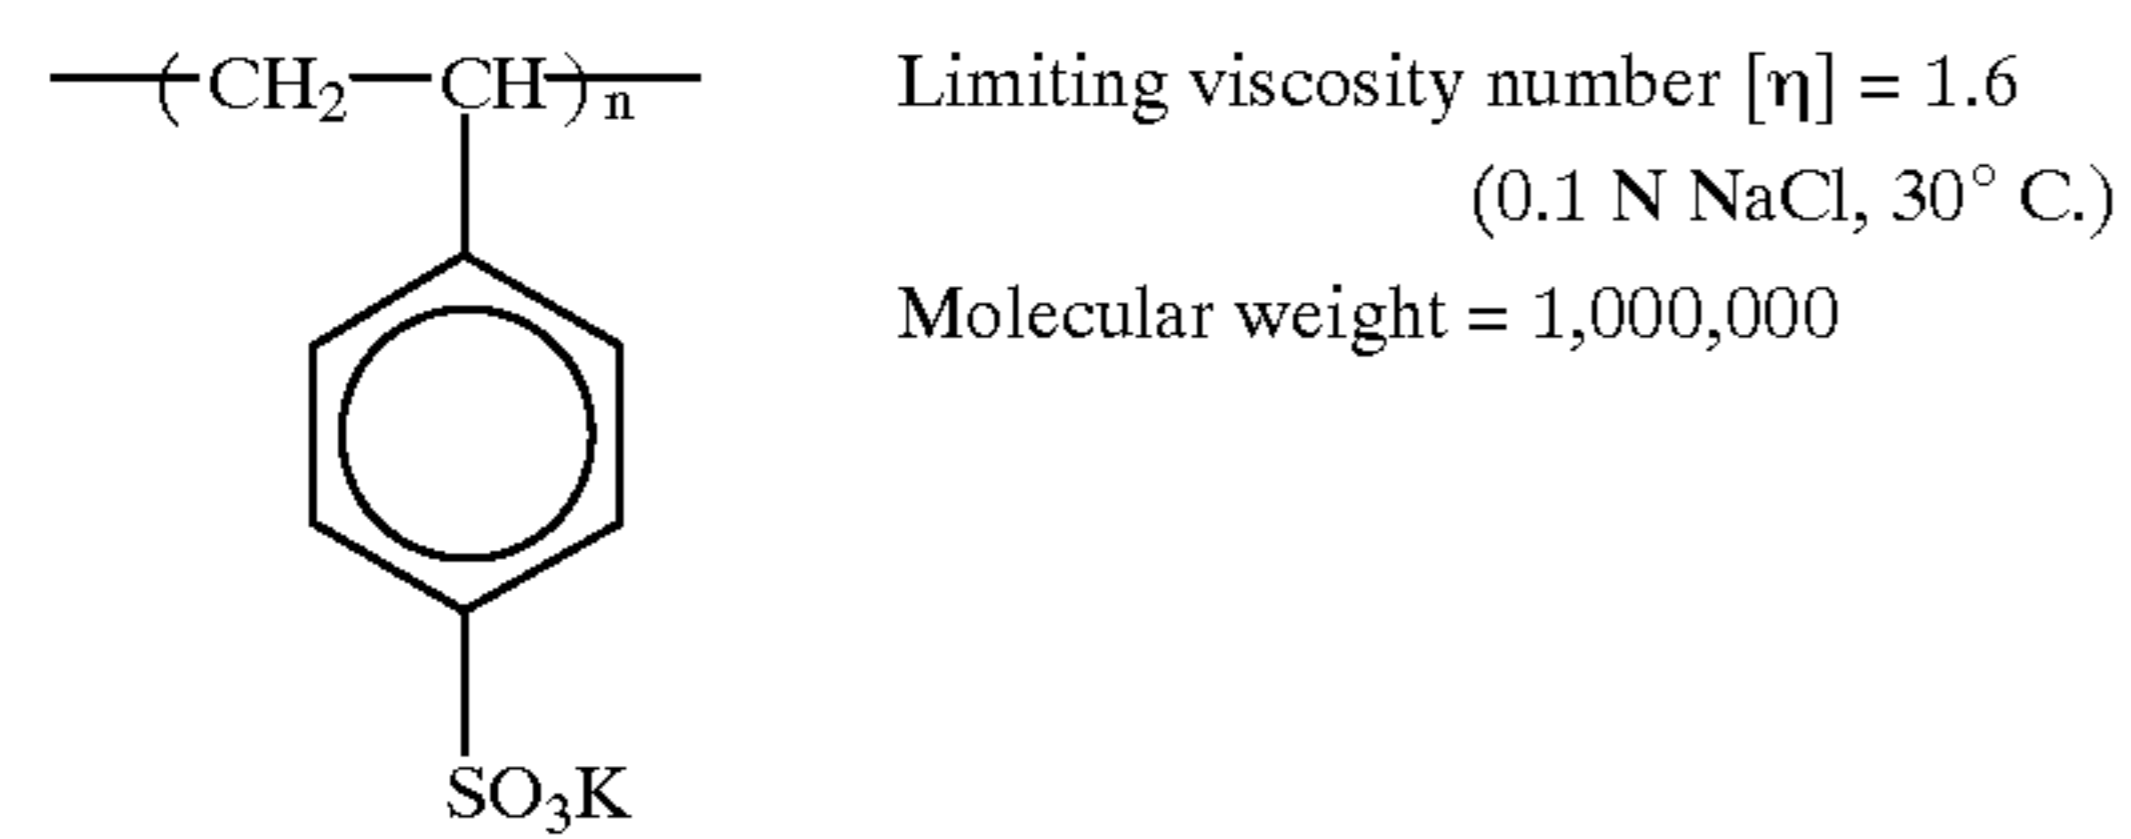 (CH2—CH)n
Limiting viscosity number [η] = 1.6
(0.1 N NaCl, 30° C.)
Molecular weight = 1,000,000
SO3K